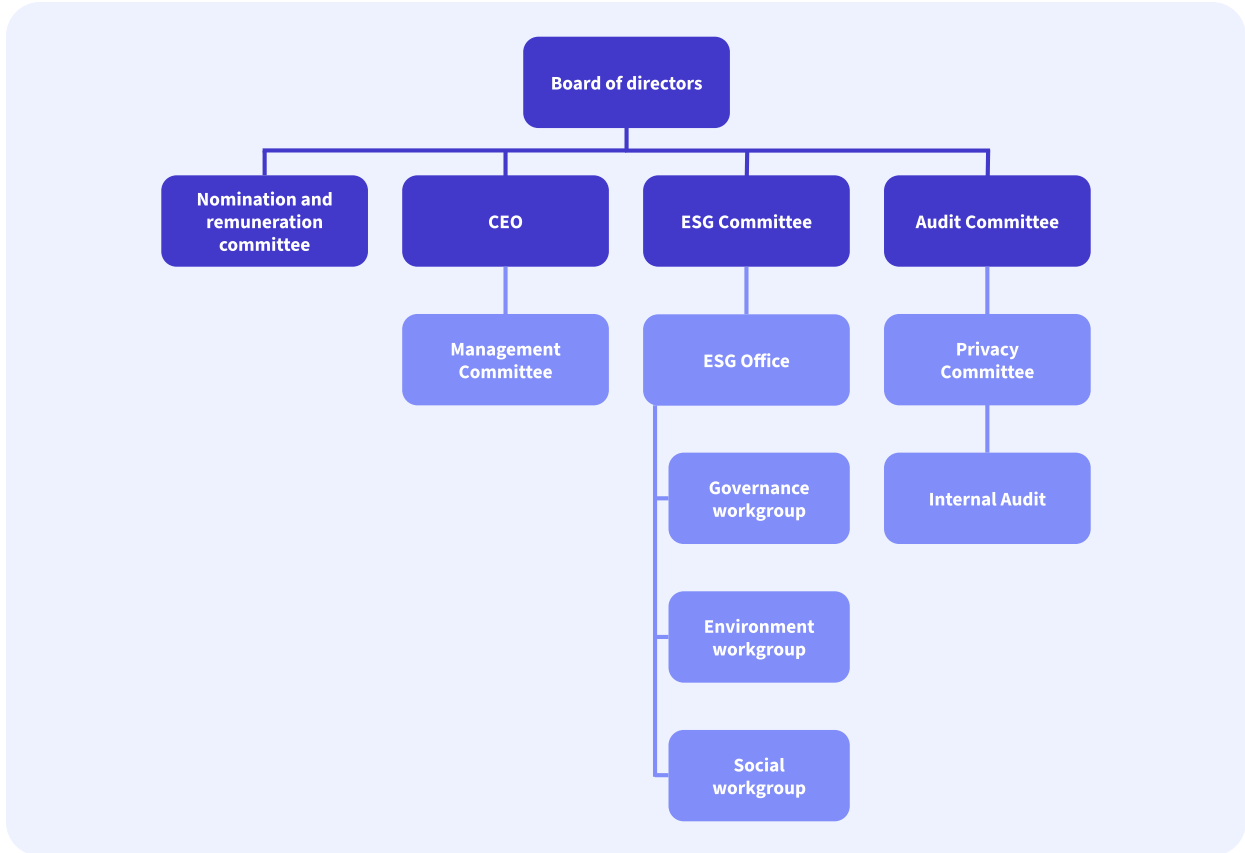 Board of directors
Nomination and
remuneration
committee
CEO
ESG Committee
Audit Committee
Management
Committee
ESG Office
Privacy
Committee
Governance
workgroup
Internal Audit
Environment
workgroup
Social
workgroup